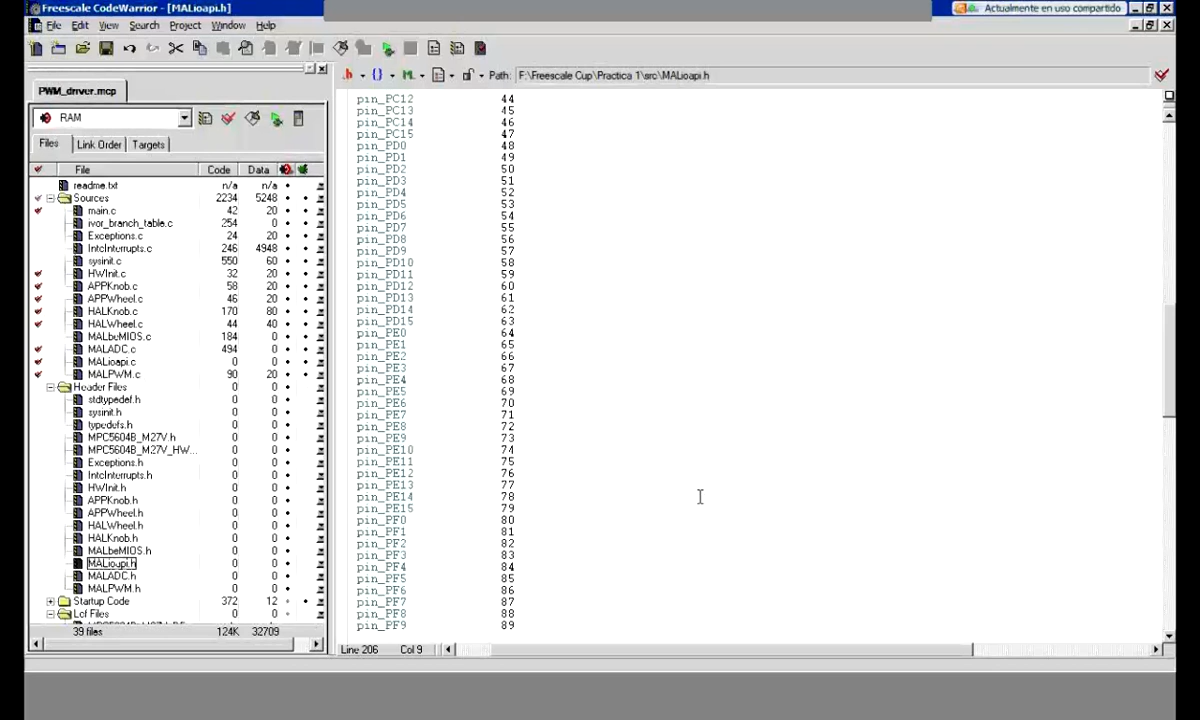 Freescale CodeWarrior - [MALioapi.h]
Actualmente en uso compartido
File Edit View Search Project Window Help
Path: F:\Freescale Cup\Practica 1\src\MALioapi.h
PWM_driver.mcp
RAM
Files Link Order Targets
File Code Data
readme.txt n/a n/a
Sources 2234 5248
main.c 42 20
ivor_branch_table.c 254 0
Exceptions.c 24 20
IntcInterrupts.c 246 4948
sysinit.c 550 60
HWInit.c 32 20
APPKnob.c 58 20
APPWheel.c 46 20
HALKnob.c 170 80
HALWheel.c 44 40
MALbeMIOS.c 184 0
MALADC.c 494 0
MALioapi.c 0 0
MALPWM.c 90 20
Header Files 0 0
stdtypedef.h 0 0
sysinit.h 0 0
typedefs.h 0 0
MPC5604B_M27V.h 0 0
MPC5604B_M27V_HW... 0 0
Exceptions.h 0 0
IntcInterrupts.h 0 0
HWInit.h 0 0
APPKnob.h 0 0
APPWheel.h 0 0
HALWheel.h 0 0
HALKnob.h 0 0
MALbeMIOS.h 0 0
MALioapi.h 0 0
MALADC.h 0 0
MALPWM.h 0 0
Startup Code 372 12
Lcf Files 0 0
39 files 124K 32709
pin_PC12 44
pin_PC13 45
pin_PC14 46
pin_PC15 47
pin_PD0 48
pin_PD1 49
pin_PD2 50
pin_PD3 51
pin_PD4 52
pin_PD5 53
pin_PD6 54
pin_PD7 55
pin_PD8 56
pin_PD9 57
pin_PD10 58
pin_PD11 59
pin_PD12 60
pin_PD13 61
pin_PD14 62
pin_PD15 63
pin_PE0 64
pin_PE1 65
pin_PE2 66
pin_PE3 67
pin_PE4 68
pin_PE5 69
pin_PE6 70
pin_PE7 71
pin_PE8 72
pin_PE9 73
pin_PE10 74
pin_PE11 75
pin_PE12 76
pin_PE13 77
pin_PE14 78
pin_PE15 79
pin_PF0 80
pin_PF1 81
pin_PF2 82
pin_PF3 83
pin_PF4 84
pin_PF5 85
pin_PF6 86
pin_PF7 87
pin_PF8 88
pin_PF9 89
Line 206 Col 9